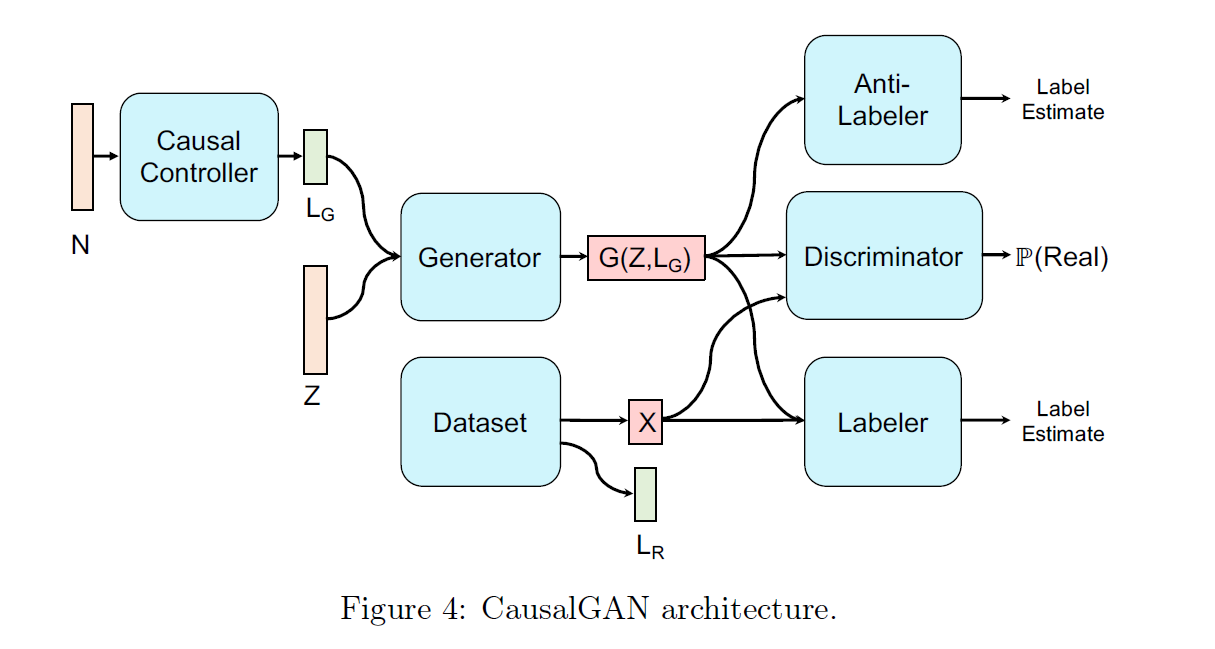 Anti-
Labeler
Label
Estimate
Causal
Controller
L_G
N
Generator
G(Z,L_G)
Discriminator
ℙ(Real)
Z
Dataset
X
Labeler
Label
Estimate
L_R
Figure 4: CausalGAN architecture.